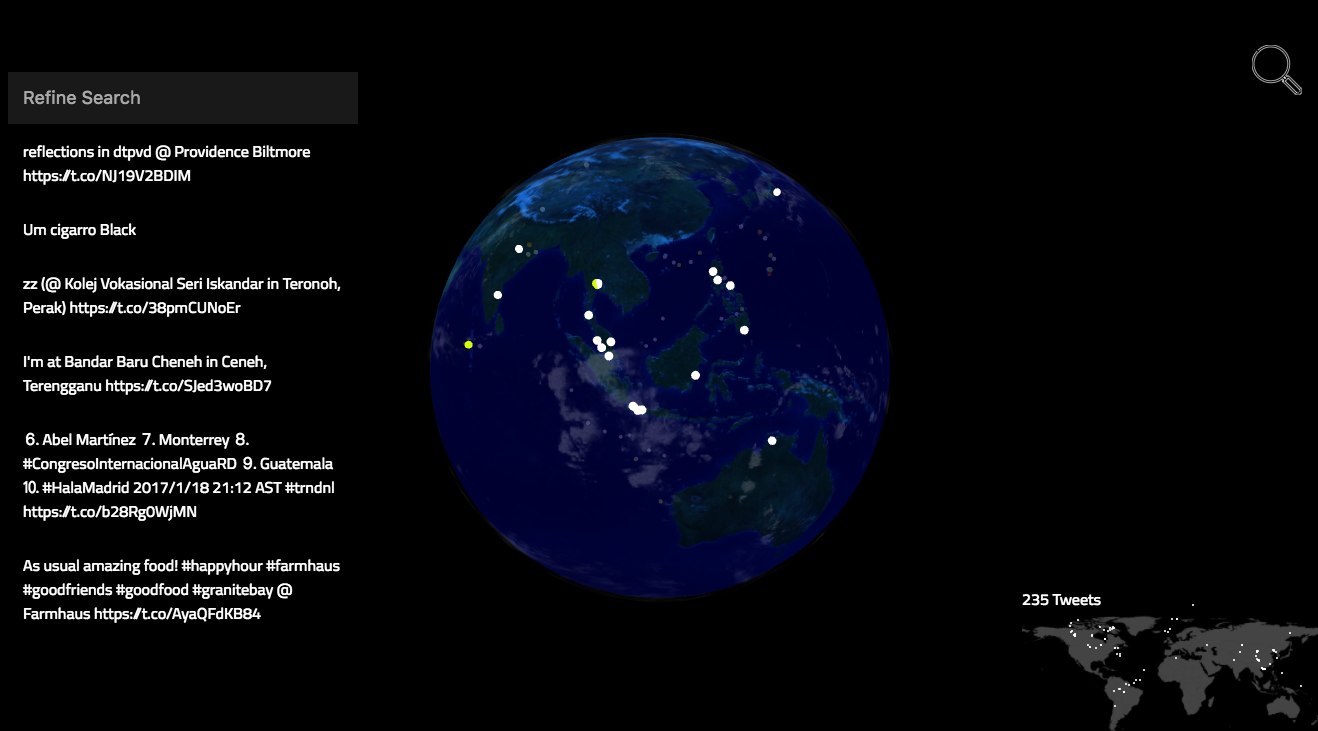 Refine Search
reflections in dtpvd @ Providence Biltmore
https://t.co/NJ19V2BDIM
Um cigarro Black
zz (@ Kolej Vokasional Seri Iskandar in Teronoh,
Perak) https://t.co/38pmCUNoEr
I'm at Bandar Baru Cheneh in Ceneh,
Terengganu https://t.co/SJed3woBD7
6. Abel Martínez 7. Monterrey 8.
#CongresoInternacionalAguaRD 9. Guatemala
10. #HalaMadrid 2017/1/18 21:12 AST #trndnl
https://t.co/b28Rg0WjMN
As usual amazing food! #happyhour #farmhaus
#goodfriends #goodfood #granitebay @
Farmhaus https://t.co/AyaQFdKB84
235 Tweets